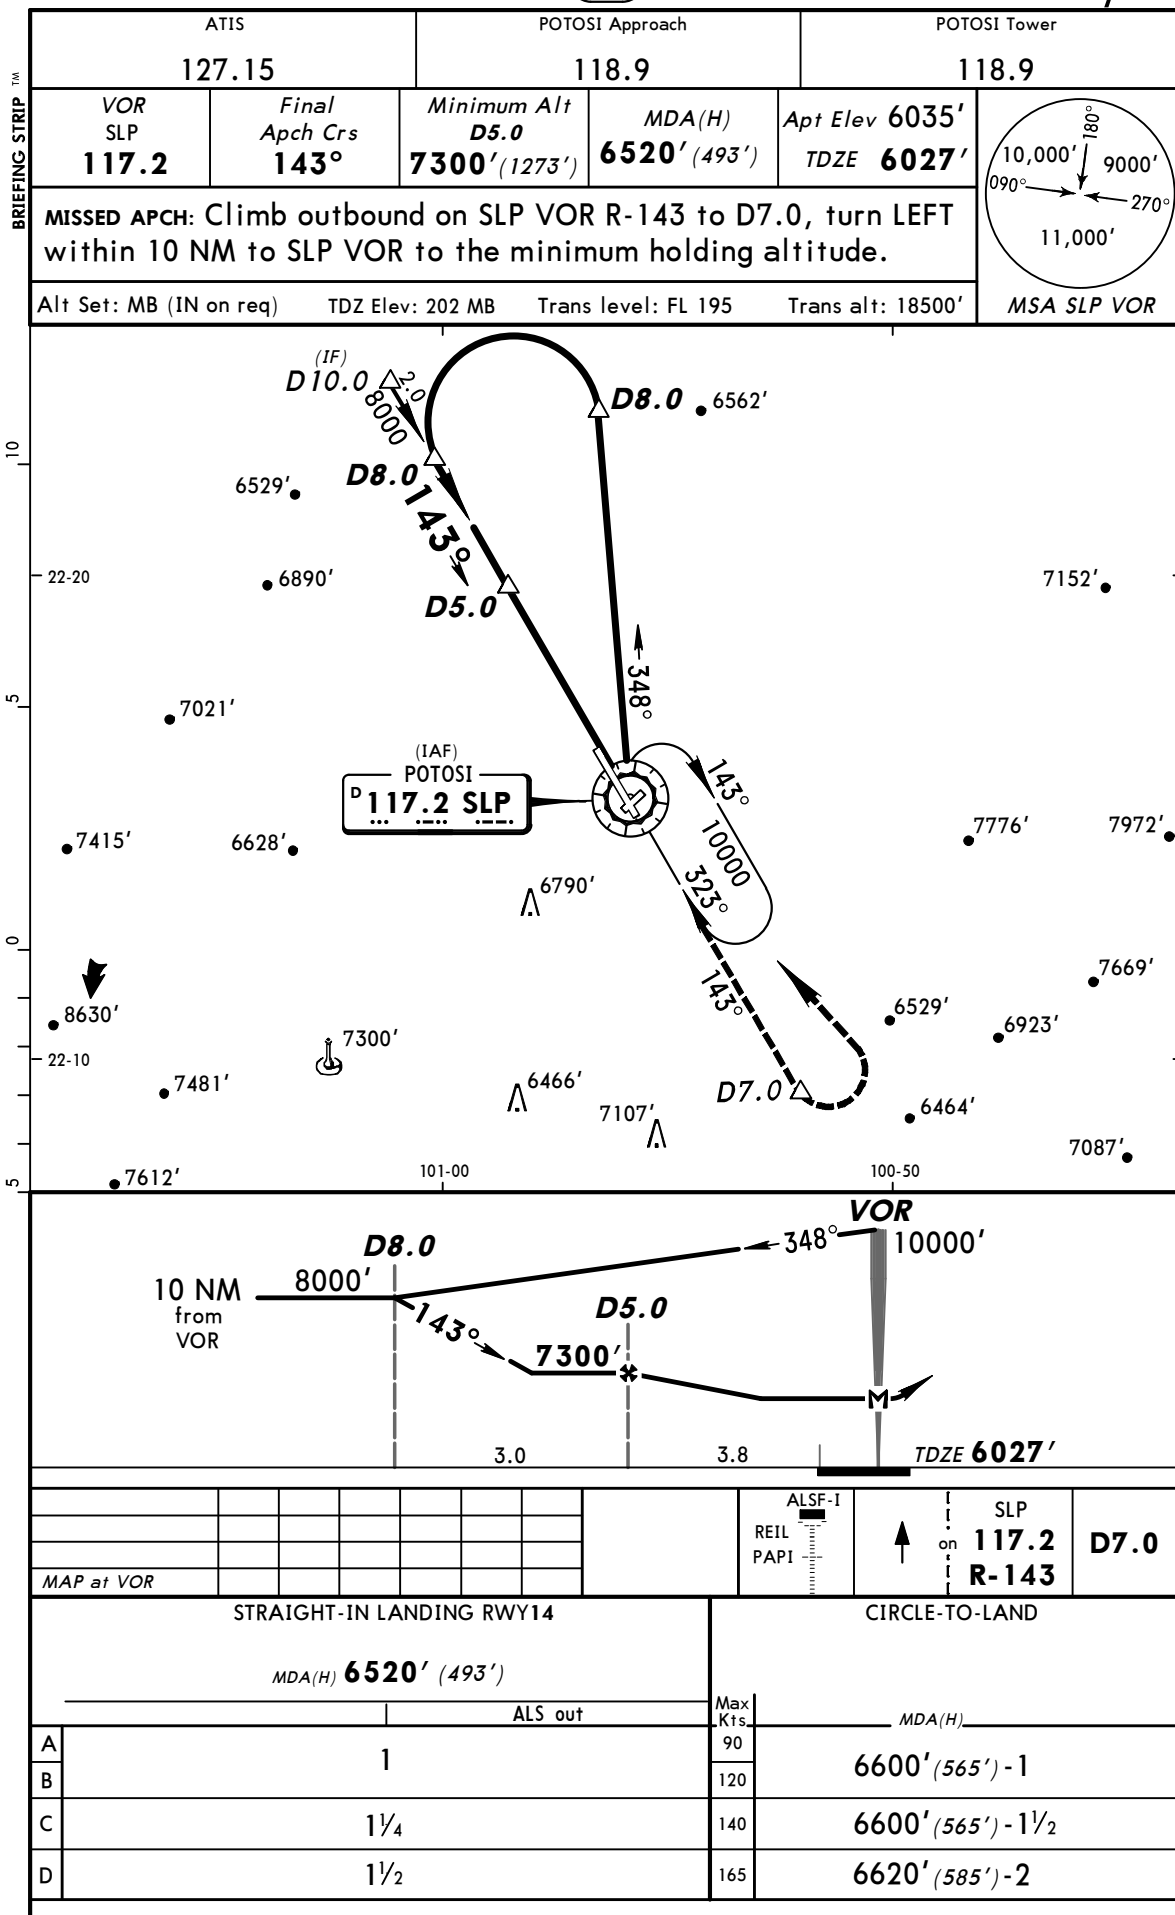 ATIS
127.15
POTOSI Approach
118.9
POTOSI Tower
118.9
BRIEFING STRIP TM
VOR
SLP
117.2
Final
Apch Crs
143°
Minimum Alt
D5.0
7300' (1273')
MDA(H)
6520' (493')
Apt Elev 6035'
TDZE 6027'
180°
10,000'
9000'
090°
270°
11,000'
MSA SLP VOR
MISSED APCH: Climb outbound on SLP VOR R-143 to D7.0, turn LEFT
within 10 NM to SLP VOR to the minimum holding altitude.
Alt Set: MB (IN on req) TDZ Elev: 202 MB Trans level: FL 195 Trans alt: 18500'
(IF)
D10.0
2.0
8000
D8.0
6562'
10
D8.0
6529'
143°
22-20
6890'
7152'
D5.0
5
7021'
348°
(IAF)
POTOSI
D 117.2 SLP
143°
10000
323°
7415'
6628'
7776'
7972'
6790'
0
7669'
143°
8630'
7300'
6529'
6923'
22-10
7481'
6466'
D7.0
7107'
6464'
7087'
5
7612'
101-00
100-50
VOR
D8.0
348°
10000'
10 NM
from
VOR
8000'
143°
D5.0
7300'
M
3.0
3.8
TDZE 6027'
MAP at VOR
ALSF-I
REIL
PAPI
on
SLP
117.2
R-143
D7.0
STRAIGHT-IN LANDING RWY14
CIRCLE-TO-LAND
MDA(H) 6520' (493')
ALS out
Max
Kts
MDA(H)
A
B
1
90
120
6600' (565') - 1
C
1 1/4
140
6600' (565') - 1 1/2
D
1 1/2
165
6620' (585') - 2